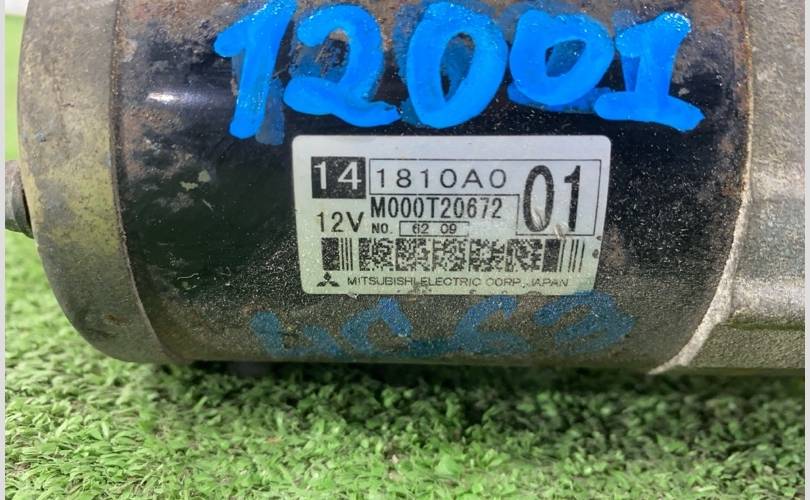 12001
14 1810A0 01
M000T20672
12V NO. 62 09
MITSUBISHI ELECTRIC CORP. JAPAN